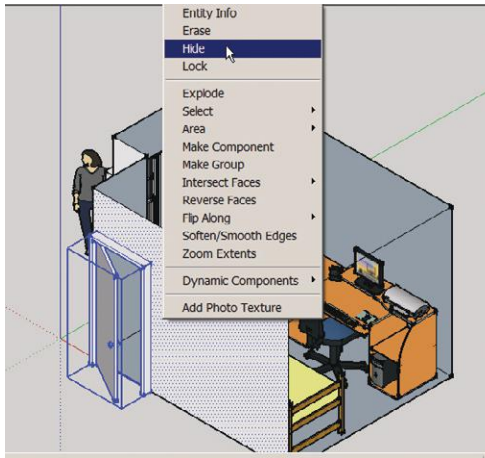 Entity Info
Erase
Hide
Lock
Explode
Select
Area
Make Component
Make Group
Intersect Faces
Reverse Faces
Flip Along
Soften/Smooth Edges
Zoom Extents
Dynamic Components
Add Photo Texture